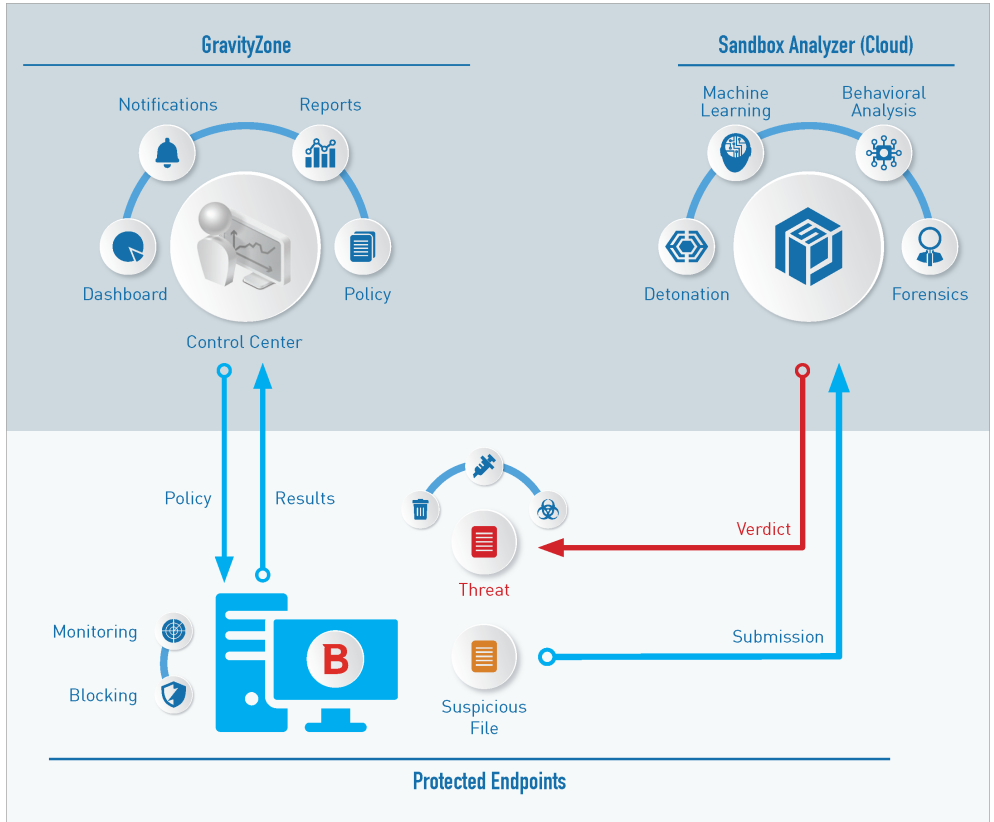 GravityZone
Sandbox Analyzer (Cloud)
Notifications
Reports
Dashboard
Policy
Control Center
Machine
Learning
Behavioral
Analysis
Detonation
Forensics
Policy
Results
Verdict
Threat
Monitoring
Blocking
B
Submission
Suspicious
File
Protected Endpoints